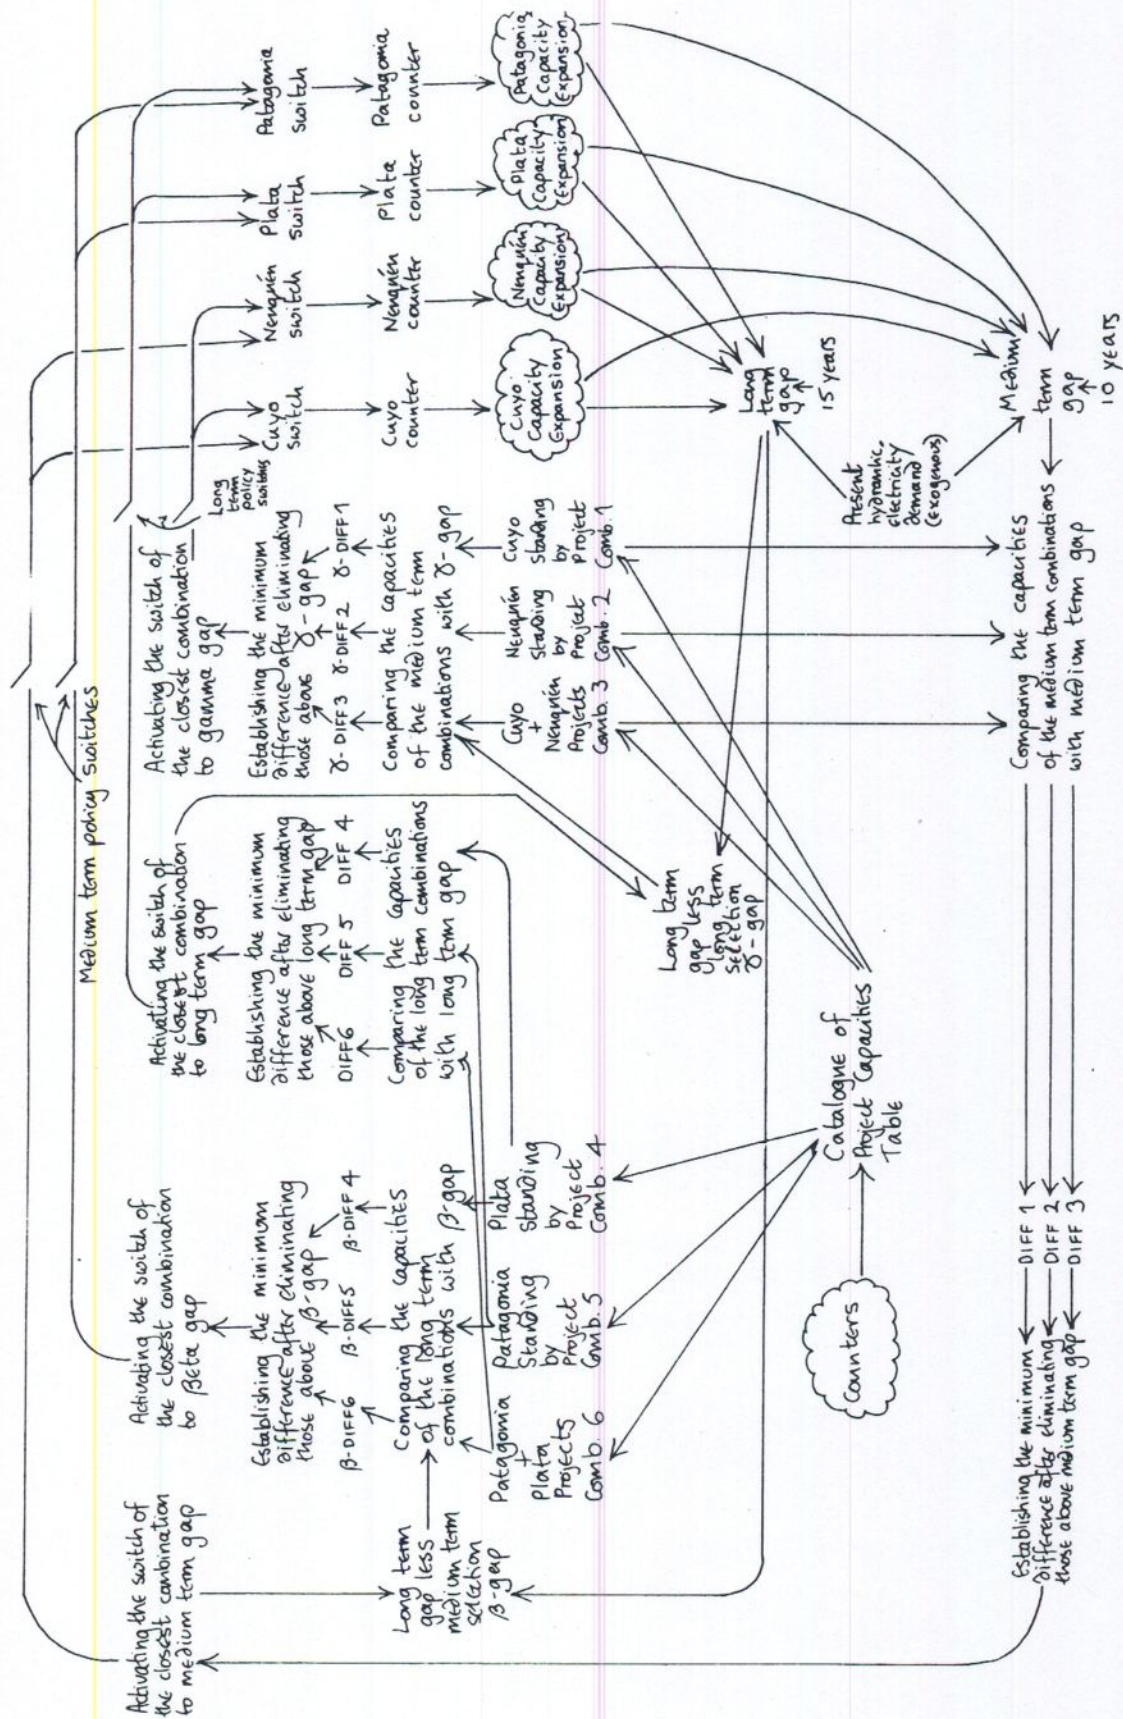 Medium term policy switches
Activating the switch of
the closest combination
to medium term gap
Activating the switch of
the closest combination
to Beta gap
Activating the switch of
the closest combination
to long term gap
Activating the switch of
the closest combination
to gamma gap
Long
term
policy
switches
Cuyo
switch
Nenquén
switch
Plata
switch
Patagonia
switch
Establishing the minimum
difference after eliminating
those above β-gap
β-DIFF6
β-DIFF5
β-DIFF4
Establishing the minimum
difference after eliminating
those above long term gap
DIFF6
DIFF 5
DIFF 4
Establishing the minimum
difference after eliminating
those above γ-gap
γ-DIFF3
γ-DIFF2
γ-DIFF1
Cuyo
counter
Nenquén
counter
Plata
counter
Patagonia
counter
Long term
gap less
medium term
selection
β-gap
Comparing the capacities
of the long term
combinations with β-gap
Comparing the capacities
of the long term combinations
with long term gap
Comparing the capacities
of the medium term
combinations with γ-gap
Cuyo
Capacity
Expansion
Nenquén
Capacity
Expansion
Plata
Capacity
Expansion
Patagonia
Capacity
Expansion
Patagonia
+
Plata
Projects
Comb. 6
Patagonia
Standing
by
Project
Comb. 5
Plata
Standing
by
Project
Comb. 4
Cuyo
+
Nenquén
Projects
Comb. 3
Nenquén
Standing
by
Project
Comb. 2
Cuyo
Standing
by
Project
Comb. 1
Long term
gap less
long term
selection
γ-gap
Long
term
gap
15 years
Counters
Catalogue of
Project Capacities
Table
Present
hydraulic
electricity
demand
(exogenous)
Medium
term
gap
10 years
Establishing the minimum
difference after eliminating
those above medium term gap
DIFF 1
DIFF 2
DIFF 3
Comparing the capacities
of the medium term combinations
with medium term gap